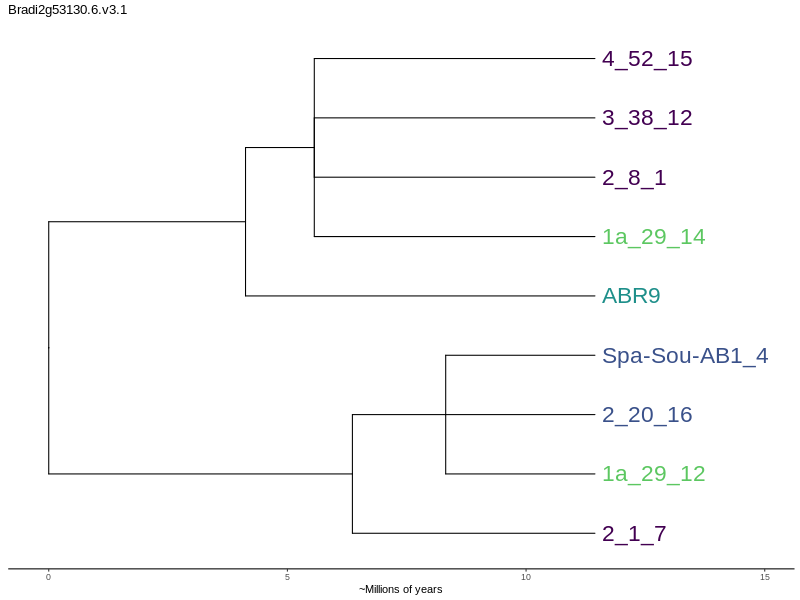 Bradi2g53130.6.v3.1
4_52_15
3_38_12
2_8_1
1a_29_14
ABR9
Spa-Sou-AB1_4
2_20_16
1a_29_12
2_1_7
0 5 10 15
~Millions of years